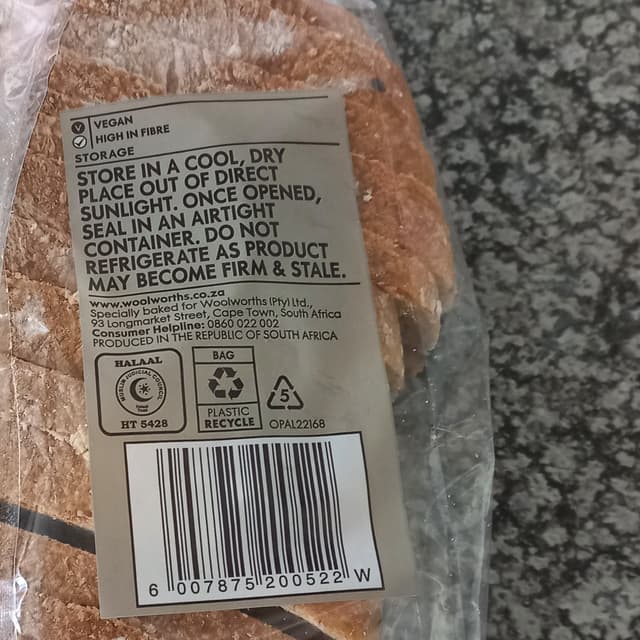 VEGAN
HIGH IN FIBRE
STORAGE
STORE IN A COOL, DRY
PLACE OUT OF DIRECT
SUNLIGHT. ONCE OPENED,
SEAL IN AN AIRTIGHT
CONTAINER. DO NOT
REFRIGERATE AS PRODUCT
MAY BECOME FIRM & STALE.
www.woolworths.co.za
Specially baked for Woolworths (Pty) Ltd.,
93 Longmarket Street, Cape Town, South Africa
Consumer Helpline: 0860 022 002
PRODUCED IN THE REPUBLIC OF SOUTH AFRICA
HALAAL
MUSLIM JUDICIAL COUNCIL
HT 5428
BAG
PLASTIC
RECYCLE
5
OPAL22168
6 007875 200522 W